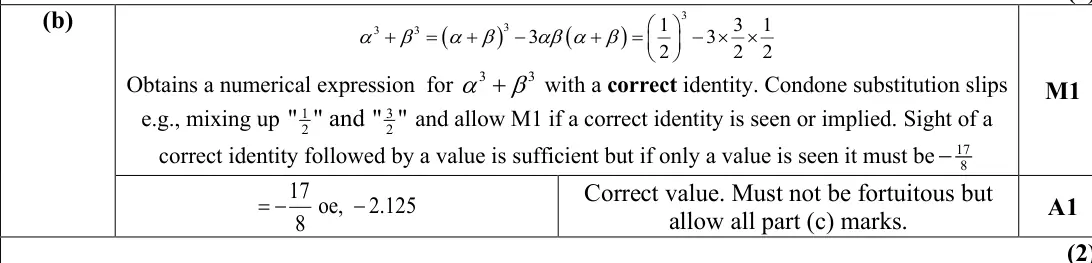 (b)
α³ + β³ = (α + β)³ − 3αβ(α + β) = (1/2)³ − 3 × 3/2 × 1/2
Obtains a numerical expression for α³ + β³ with a correct identity. Condone substitution slips
e.g., mixing up "1/2" and "3/2" and allow M1 if a correct identity is seen or implied. Sight of a
correct identity followed by a value is sufficient but if only a value is seen it must be − 17/8
M1
= − 17/8 oe, − 2.125
Correct value. Must not be fortuitous but
allow all part (c) marks.
A1
(2)